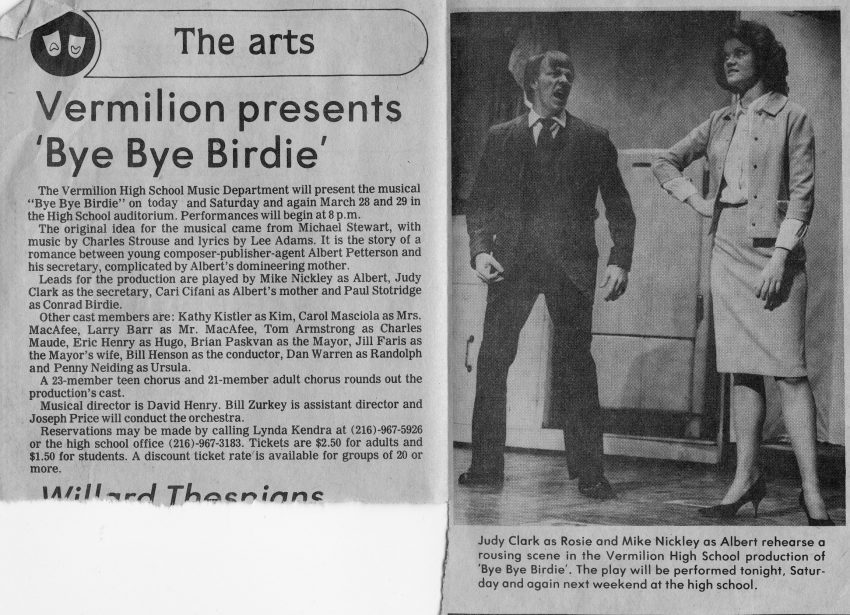 The arts
Vermilion presents
'Bye Bye Birdie'
The Vermilion High School Music Department will present the musical
"Bye Bye Birdie" on today and Saturday and again March 28 and 29 in
the High School auditorium. Performances will begin at 8 p.m.
The original idea for the musical came from Michael Stewart, with
music by Charles Strouse and lyrics by Lee Adams. It is the story of a
romance between young composer-publisher-agent Albert Petterson and
his secretary, complicated by Albert's domineering mother.
Leads for the production are played by Mike Nickley as Albert, Judy
Clark as the secretary, Cari Cifani as Albert's mother and Paul Stotridge
as Conrad Birdie.
Other cast members are: Kathy Kistler as Kim, Carol Masciola as Mrs.
MacAfee, Larry Barr as Mr. MacAfee, Tom Armstrong as Charles
Maude, Eric Henry as Hugo, Brian Paskvan as the Mayor, Jill Faris as
the Mayor's wife, Bill Henson as the conductor, Dan Warren as Randolph
and Penny Neiding as Ursula.
A 23-member teen chorus and 21-member adult chorus rounds out the
production's cast.
Musical director is David Henry. Bill Zurkey is assistant director and
Joseph Price will conduct the orchestra.
Reservations may be made by calling Lynda Kendra at (216)-967-5926
or the high school office (216)-967-3183. Tickets are $2.50 for adults and
$1.50 for students. A discount ticket rate is available for groups of 20 or
more.
Willard Thespians
Judy Clark as Rosie and Mike Nickley as Albert rehearse a
rousing scene in the Vermilion High School production of
'Bye Bye Birdie'. The play will be performed tonight, Satur-
day and again next weekend at the high school.